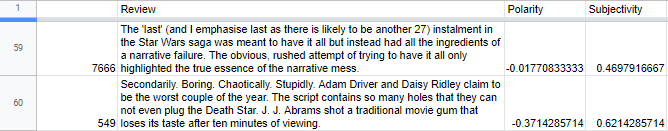 1 Review Polarity Subjectivity
The 'last' (and I emphasise last as there is likely to be another 27) instalment in
the Star Wars saga was meant to have it all but instead had all the ingredients of
59 a narrative failure. The obvious, rushed attempt of trying to have it all only
7666 highlighted the true essence of the narrative mess. -0.01770833333 0.4697916667
Secondarily. Boring. Chaotically. Stupidly. Adam Driver and Daisy Ridley claim to
be the worst couple of the year. The script contains so many holes that they can
60 not even plug the Death Star. J. J. Abrams shot a traditional movie gum that
549 loses its taste after ten minutes of viewing. -0.3714285714 0.6214285714